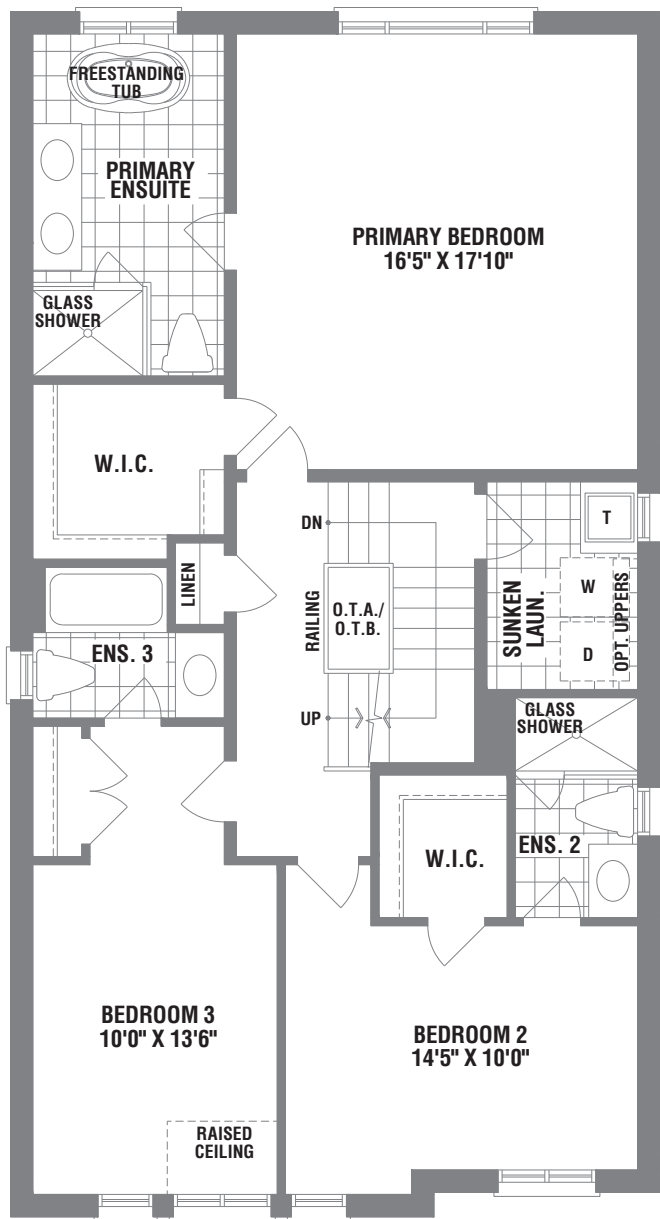 FREESTANDING
TUB
PRIMARY
ENSUITE
PRIMARY BEDROOM
16'5" X 17'10"
GLASS
SHOWER
W.I.C.
LINEN
DN
RAILING
O.T.A./
O.T.B.
UP
SUNKEN
LAUN.
T
W
D
OPT. UPPERS
ENS. 3
GLASS
SHOWER
ENS. 2
W.I.C.
BEDROOM 3
10'0" X 13'6"
BEDROOM 2
14'5" X 10'0"
RAISED
CEILING